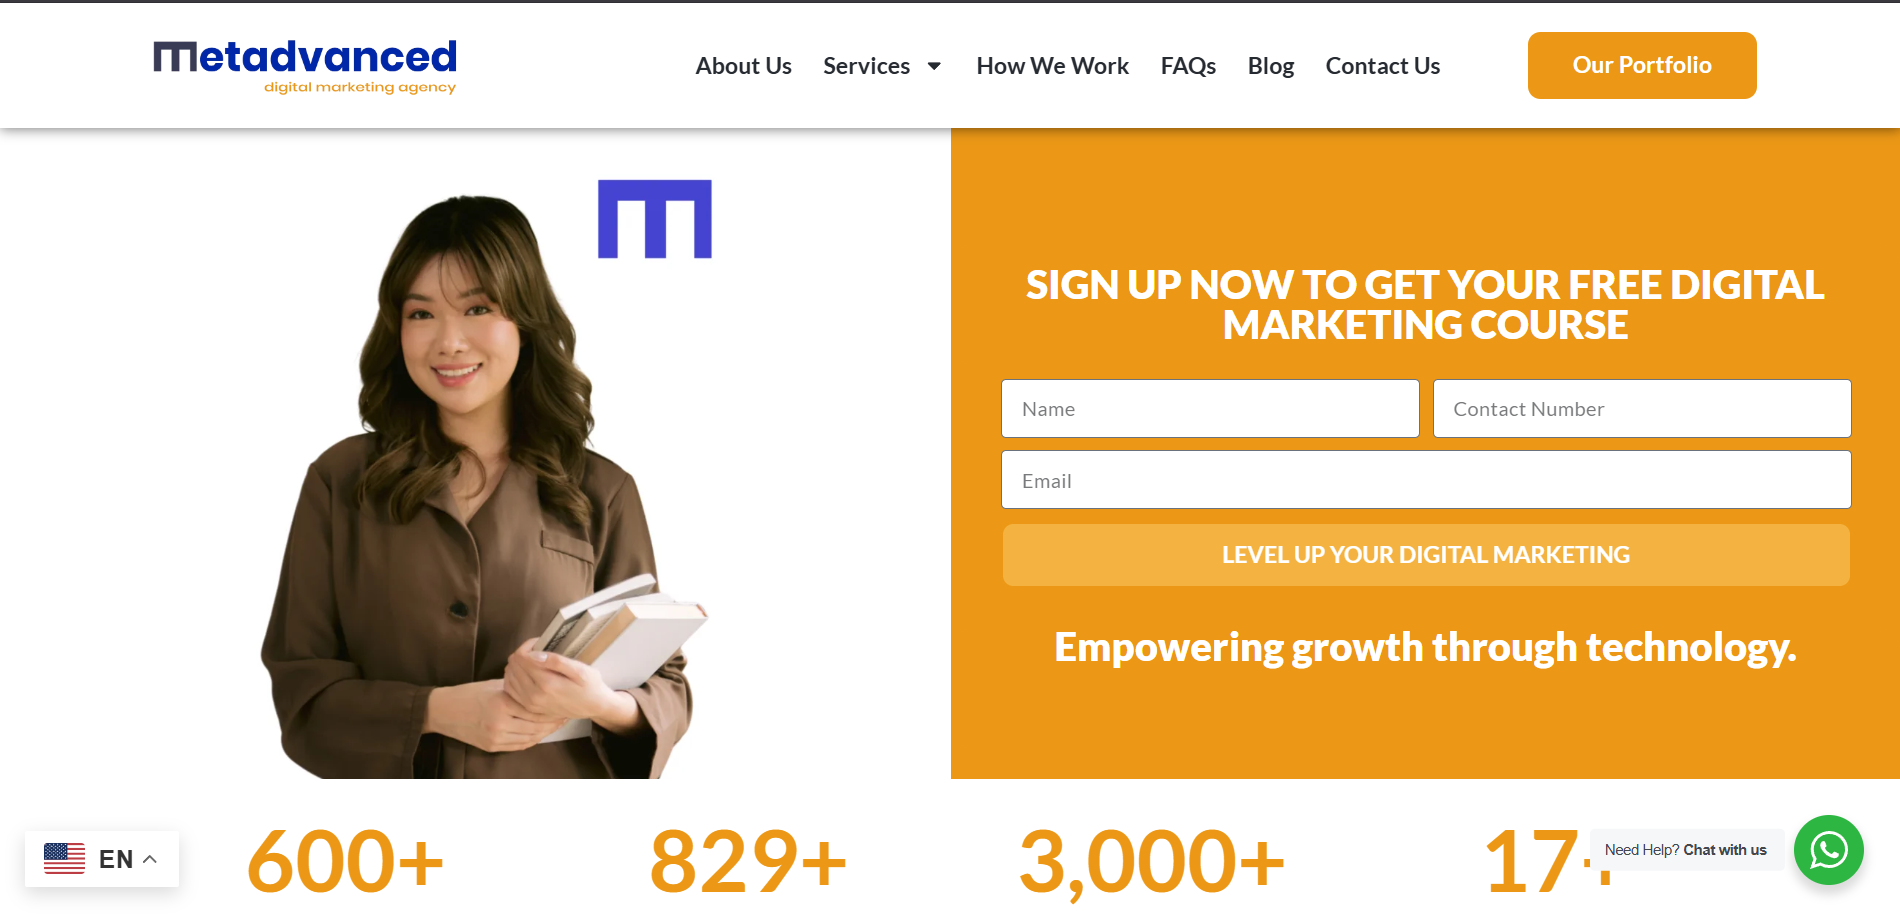 metadvanced
digital marketing agency
About Us
Services
How We Work
FAQs
Blog
Contact Us
Our Portfolio
m
SIGN UP NOW TO GET YOUR FREE DIGITAL
MARKETING COURSE
Name
Contact Number
Email
LEVEL UP YOUR DIGITAL MARKETING
Empowering growth through technology.
EN
600+
829+
3,000+
17+
Need Help? Chat with us